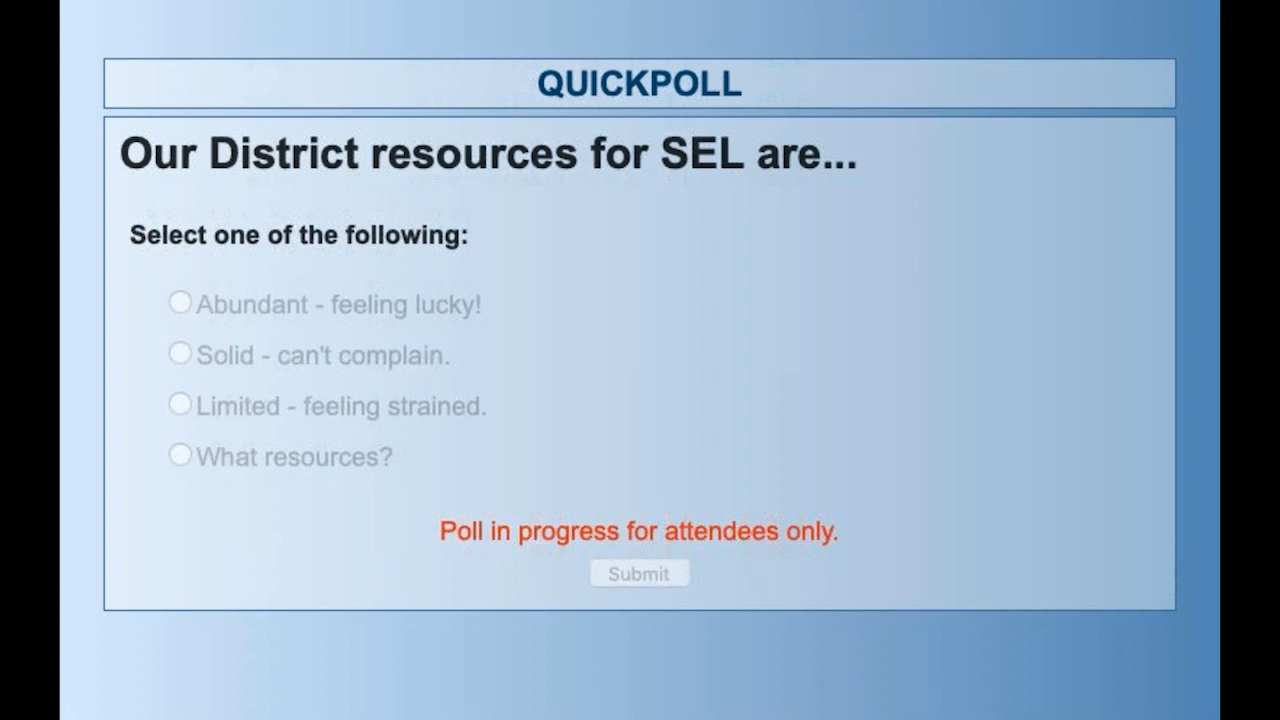 QUICKPOLL
Our District resources for SEL are...
Select one of the following:
Abundant - feeling lucky!
Solid - can't complain.
Limited - feeling strained.
What resources?
Poll in progress for attendees only.
Submit